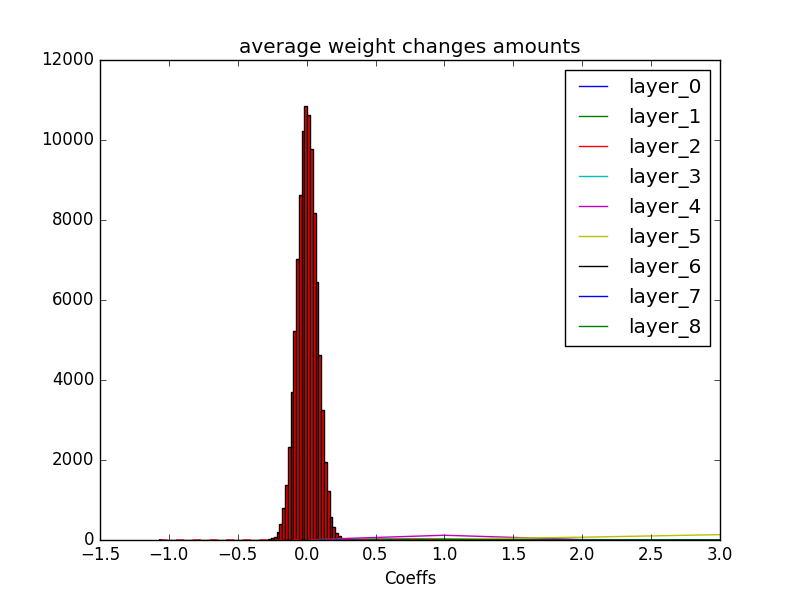 average weight changes amounts
12000
10000
8000
6000
4000
2000
0
layer_0
layer_1
layer_2
layer_3
layer_4
layer_5
layer_6
layer_7
layer_8
−1.5 −1.0 −0.5 0.0 0.5 1.0 1.5 2.0 2.5 3.0
Coeffs